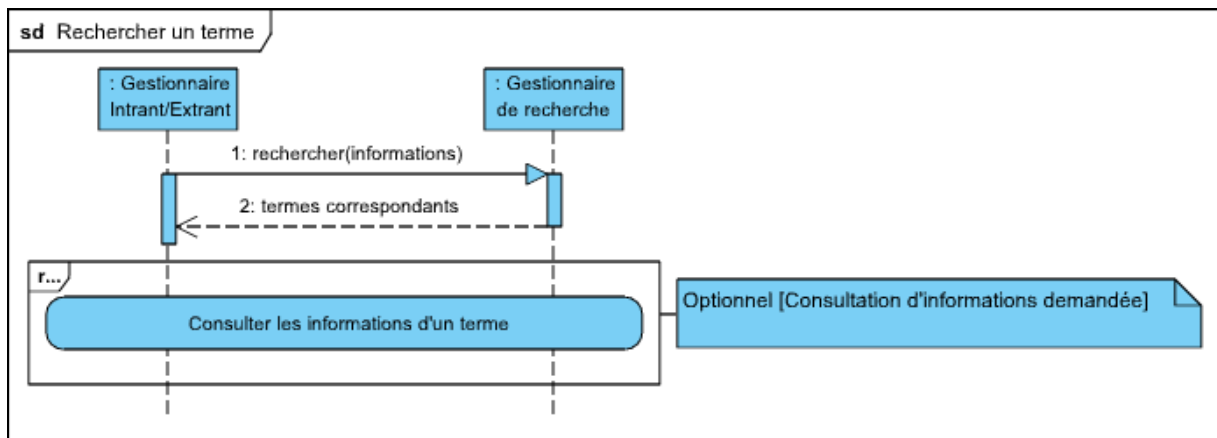 sd Rechercher un terme
: Gestionnaire
Intrant/Extrant
: Gestionnaire
de recherche
1: rechercher(informations)
2: termes correspondants
r...
Consulter les informations d'un terme
Optionnel [Consultation d'informations demandée]